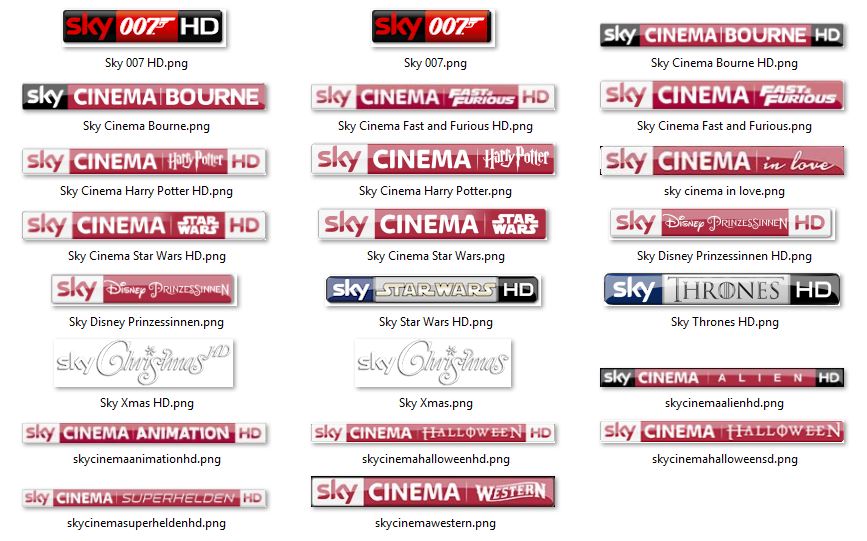 sky 007 HD
sky 007
sky CINEMA BOURNE HD
Sky 007 HD.png
Sky 007.png
Sky Cinema Bourne HD.png
sky CINEMA BOURNE
sky CINEMA FAST & FURIOUS HD
sky CINEMA FAST & FURIOUS
Sky Cinema Bourne.png
Sky Cinema Fast and Furious HD.png
Sky Cinema Fast and Furious.png
sky CINEMA Harry Potter HD
sky CINEMA Harry Potter
sky CINEMA in love
Sky Cinema Harry Potter HD.png
Sky Cinema Harry Potter.png
sky cinema in love.png
sky CINEMA STAR WARS HD
sky CINEMA STAR WARS
sky Disney PRINZESSINNEN HD
Sky Cinema Star Wars HD.png
Sky Cinema Star Wars.png
Sky Disney Prinzessinnen HD.png
sky Disney PRINZESSINNEN
sky STAR WARS HD
sky THRONES HD
Sky Disney Prinzessinnen.png
Sky Star Wars HD.png
Sky Thrones HD.png
sky Christmas HD
sky Christmas
sky CINEMA ALIEN HD
Sky Xmas HD.png
Sky Xmas.png
skycinemaalienhd.png
sky CINEMA ANIMATION HD
sky CINEMA HALLOWEEN HD
sky CINEMA HALLOWEEN
skycinemaanimationhd.png
skycinemahalloweenhd.png
skycinemahalloweensd.png
sky CINEMA SUPERHELDEN HD
sky CINEMA WESTERN
skycinemasuperheldenhd.png
skycinemawestern.png